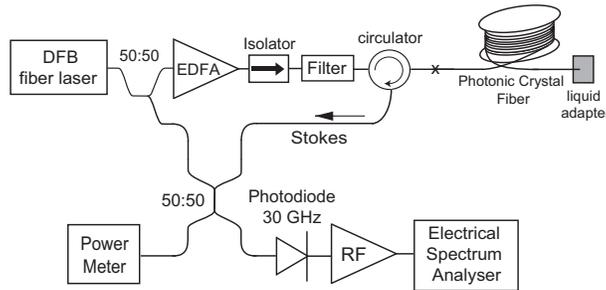 DFB
fiber laser
50:50
EDFA
Isolator
Filter
circulator
x
Photonic Crystal
Fiber
liquid
adapte
Stokes
50:50
Photodiode
30 GHz
Power
Meter
RF
Electrical
Spectrum
Analyser